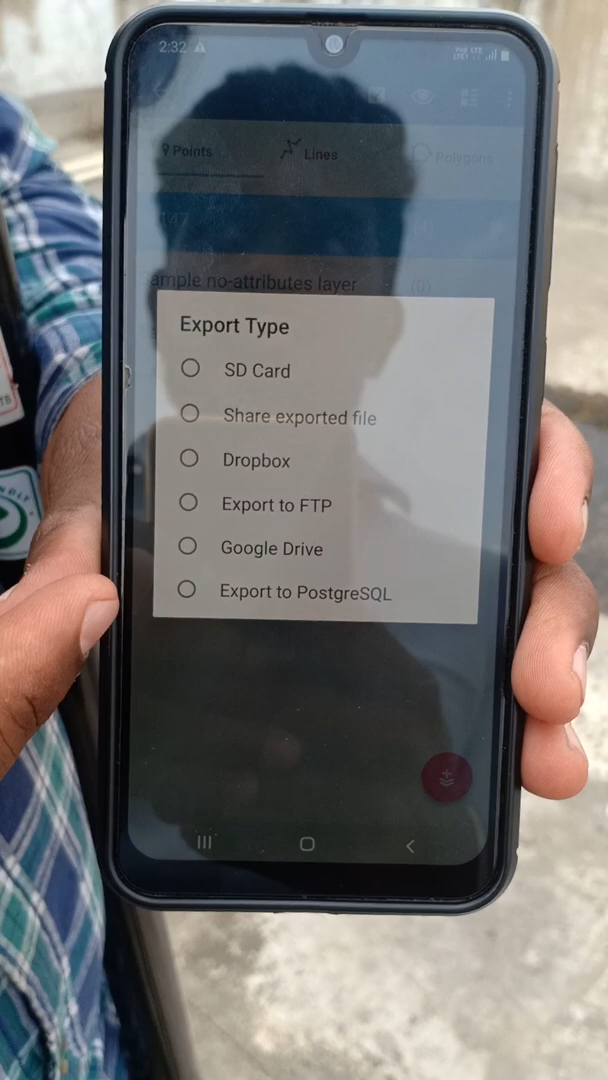 2:32
Points
Lines
Polygons
147
ample no-attributes layer (0)
Export Type
SD Card
Share exported file
Dropbox
Export to FTP
Google Drive
Export to PostgreSQL